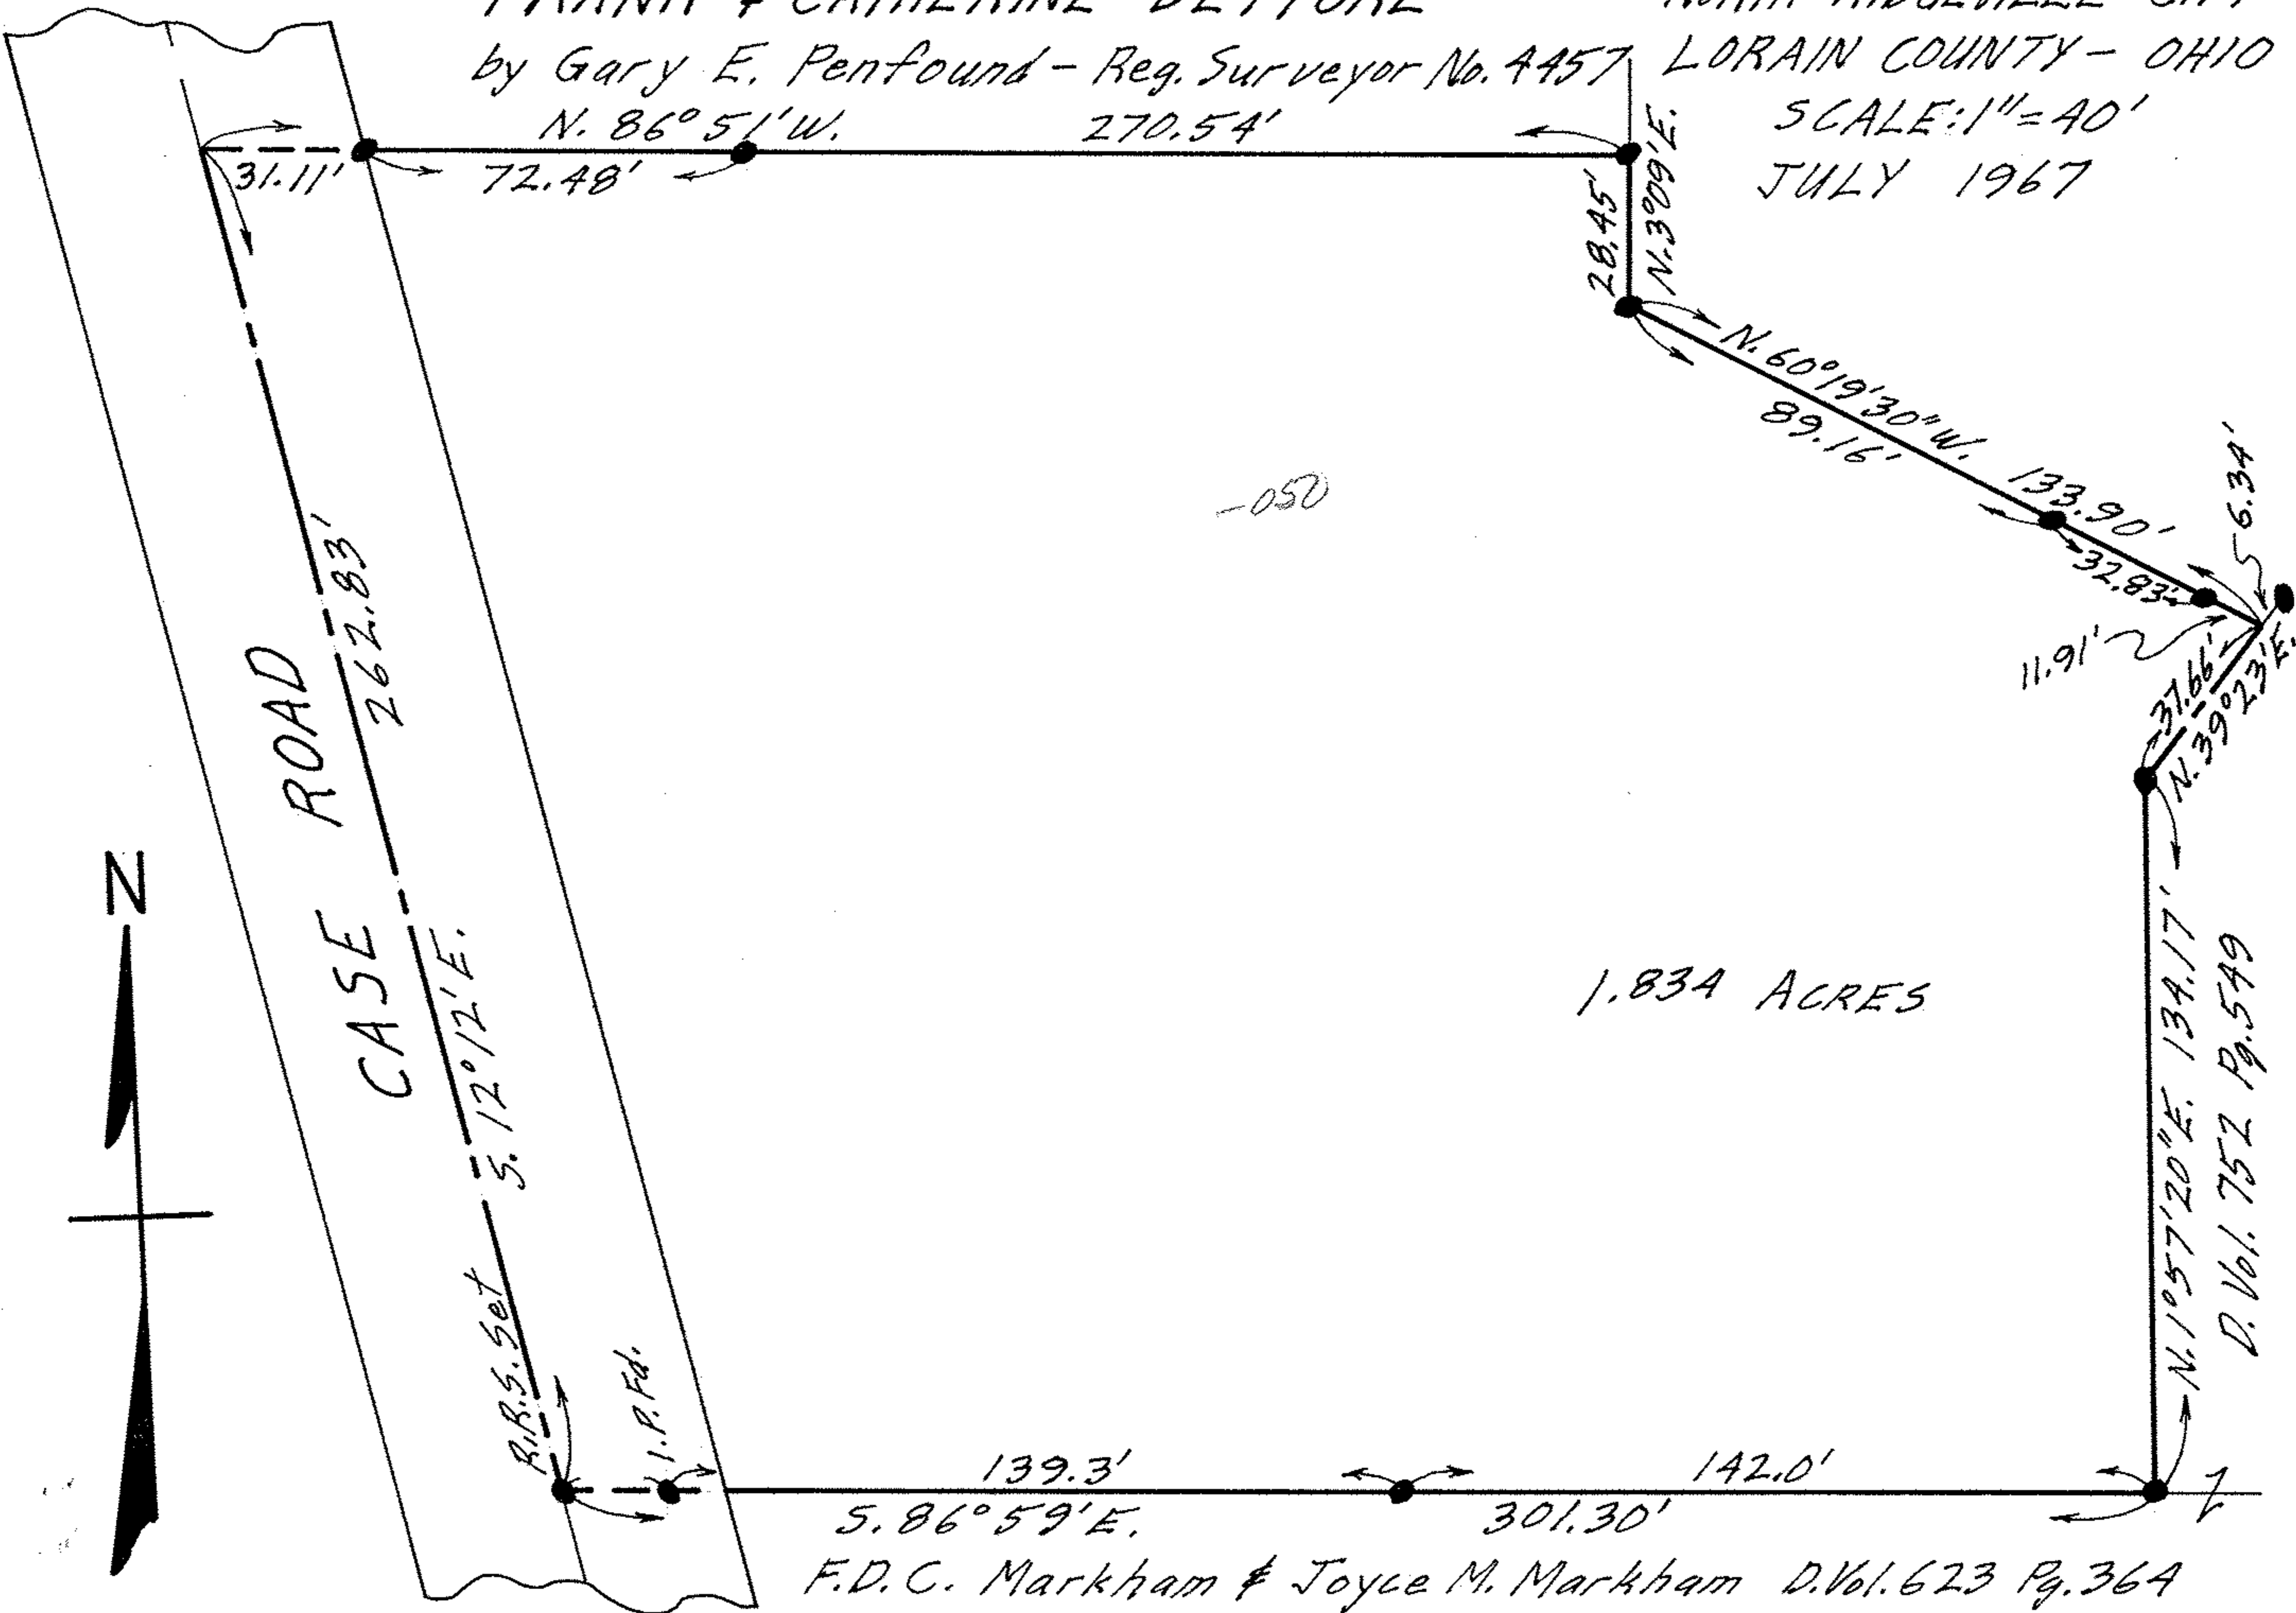 by Gary E. Penfound - Reg. Surveyor No. 4457
LORAIN COUNTY - OHIO
SCALE: 1" = 40'
JULY 1967
N. 86° 51' W.
270.54'
31.11'
72.48'
28.45'
N. 3° 09' E.
N. 60° 19' 30" W.
133.90'
89.16'
32.83'
6.34'
11.91'
37.66'
N. 39° 23' E.
-050
CASE ROAD
262.83'
S. 12° 12' E.
N
1.834 ACRES
N. 1° 57' 20" E. 134.17'
D. Vol. 752 Pg. 549
R.R.S. Set
I.P. Fd.
139.3'
142.0'
S. 86° 59' E.
301.30'
F.D.C. Markham & Joyce M. Markham D. Vol. 623 Pg. 364